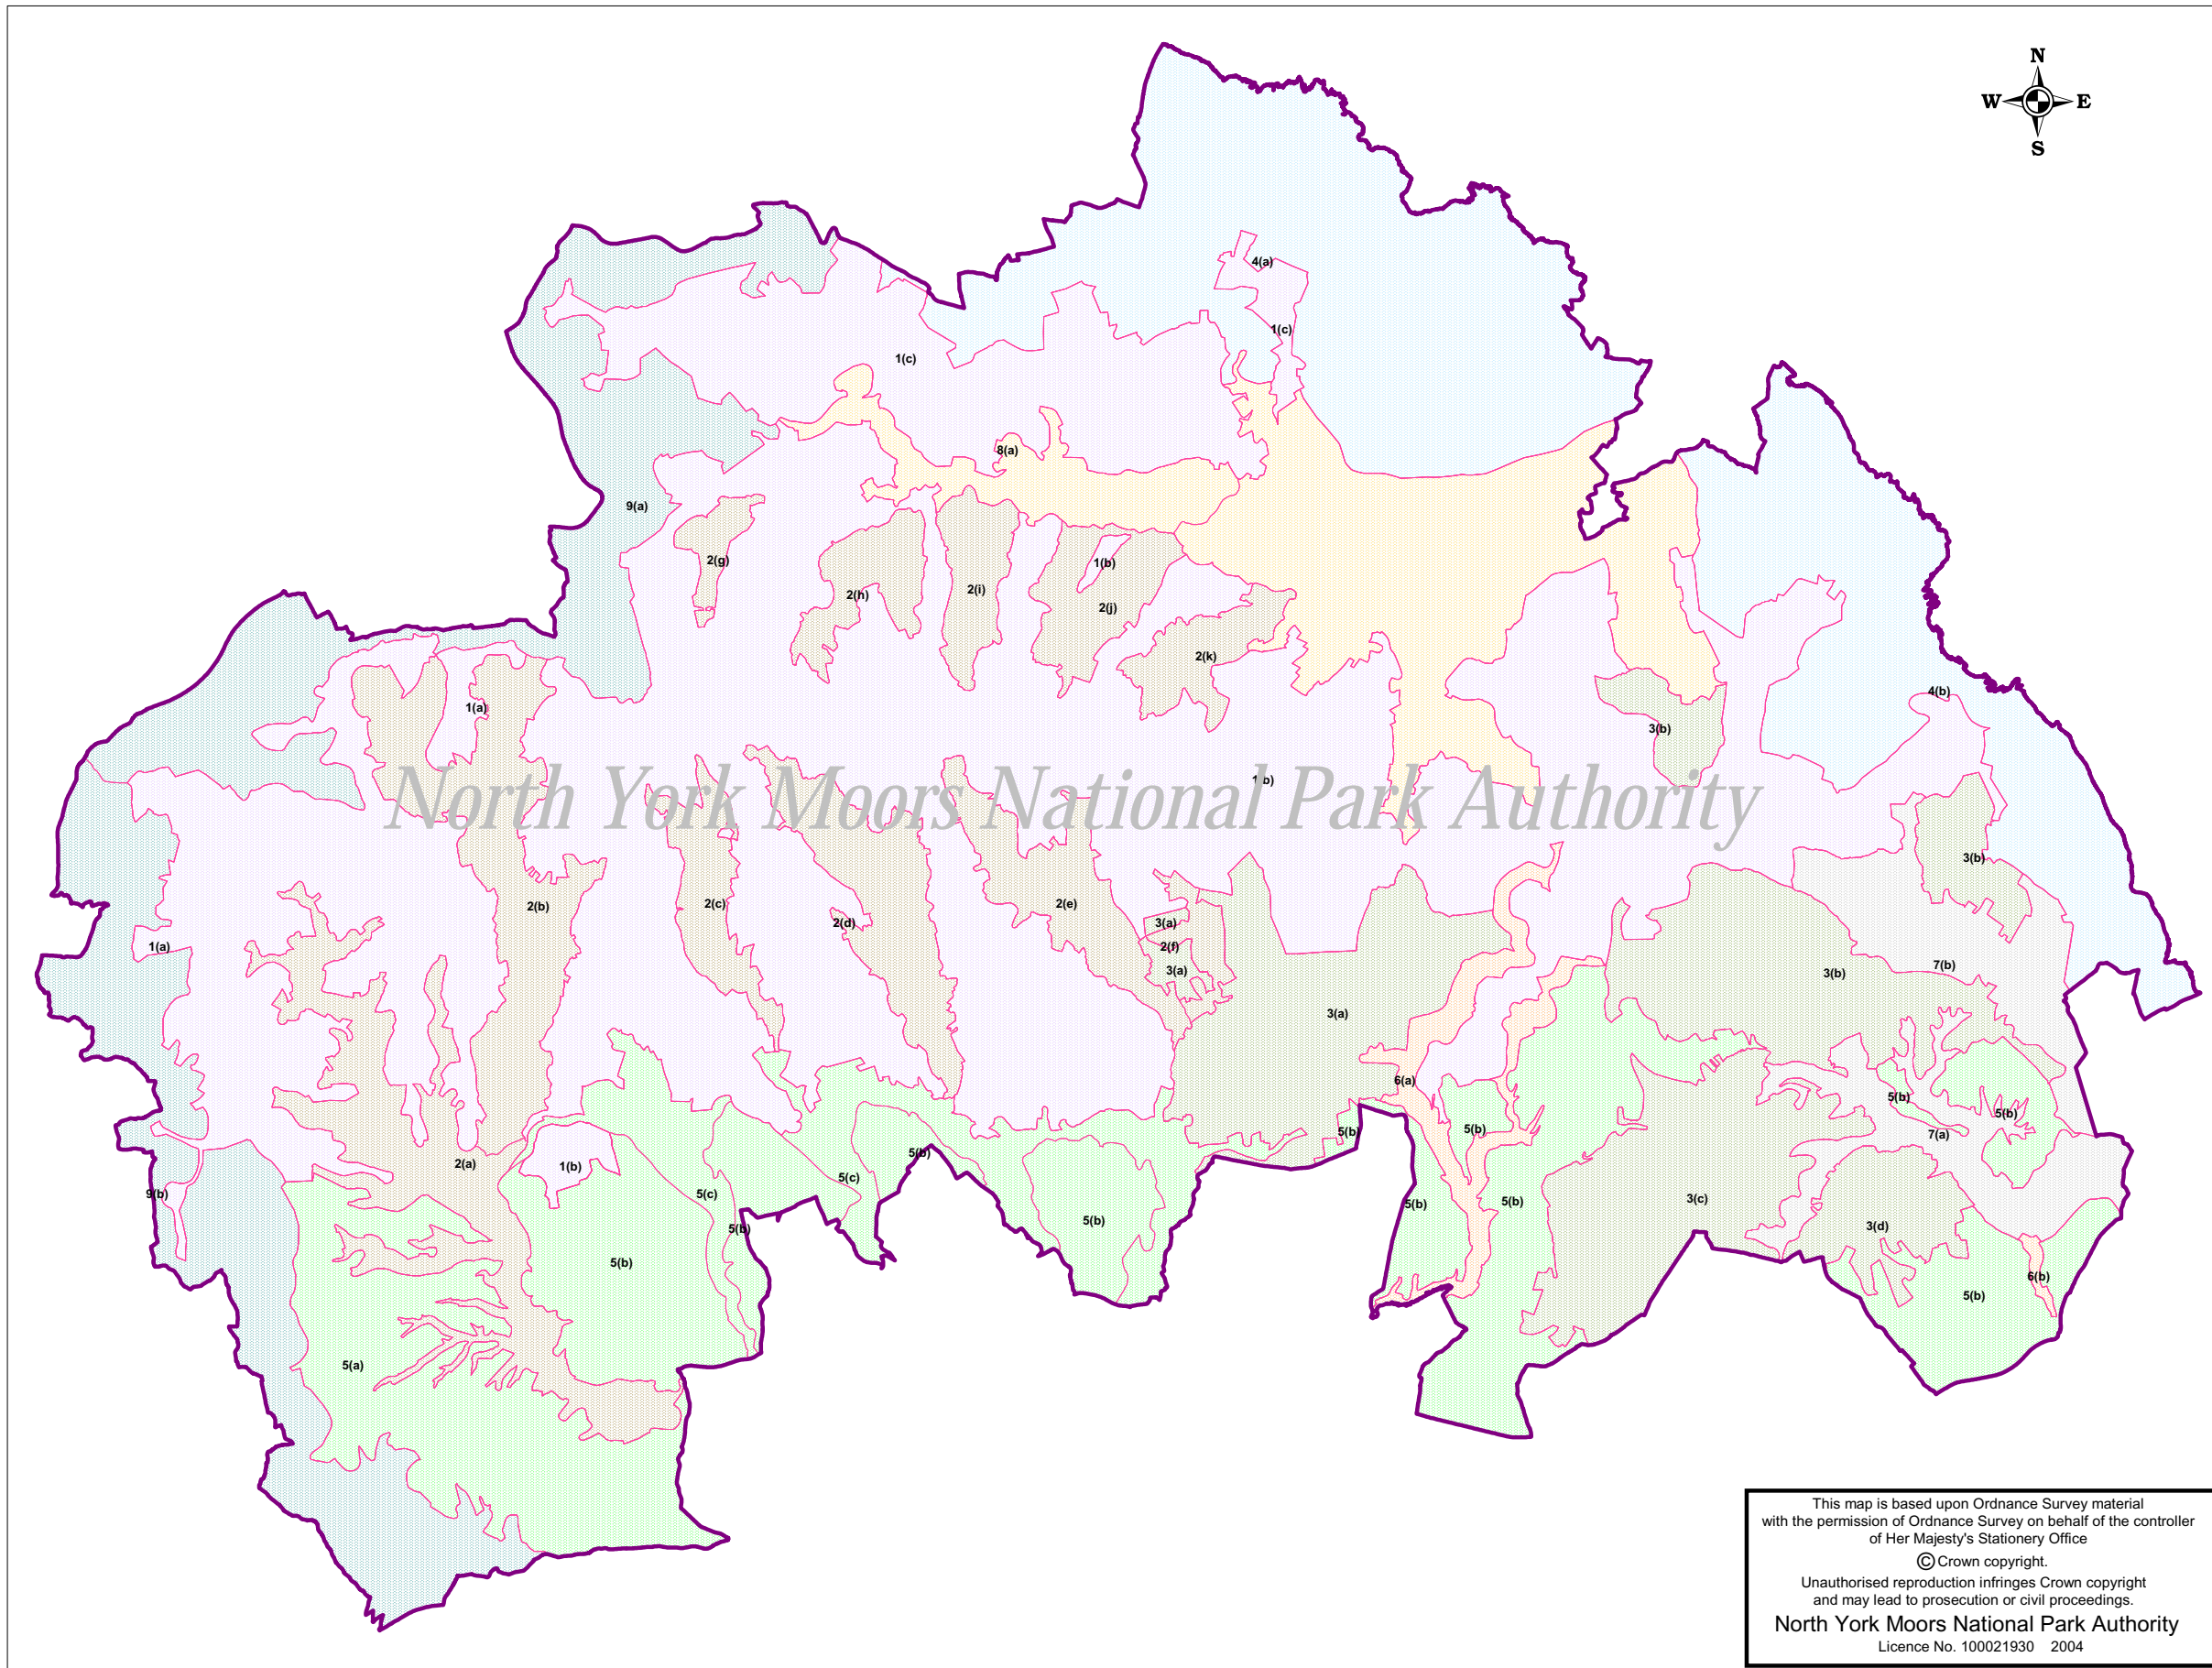 N
W E
S
4(a)
1(c)
1(c)
8(a)
9(a)
2(g)
1(b)
2(h)
2(i)
2(j)
2(k)
4(b)
1(a)
3(b)
North York Moors National Park Authority
1(b)
3(b)
2(b)
2(c)
2(d)
2(e)
3(a)
1(a)
2(f)
3(a)
7(b)
3(b)
3(a)
6(a)
5(b)
5(b)
5(b)
5(b)
7(a)
5(b)
2(a)
1(b)
5(c)
9(b)
5(c)
5(b)
5(b)
5(b)
5(b)
3(c)
5(b)
3(d)
5(b)
6(b)
5(b)
5(a)
This map is based upon Ordnance Survey material
with the permission of Ordnance Survey on behalf of the controller
of Her Majesty's Stationery Office
© Crown copyright.
Unauthorised reproduction infringes Crown copyright
and may lead to prosecution or civil proceedings.
North York Moors National Park Authority
Licence No. 100021930 2004